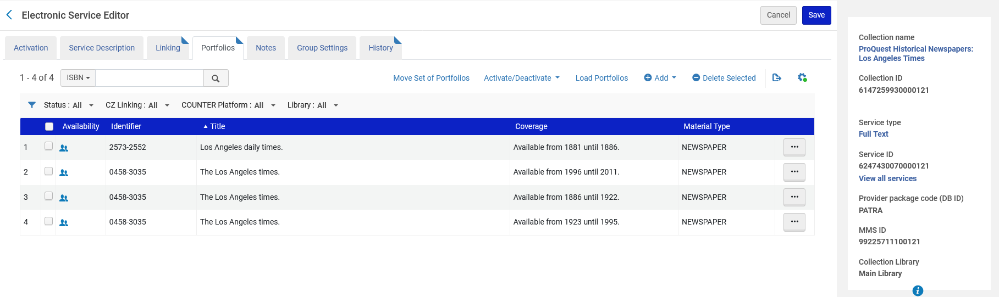 Electronic Service Editor
Cancel Save
Activation Service Description Linking Portfolios Notes Group Settings History
1 - 4 of 4 ISBN Move Set of Portfolios Activate/Deactivate Load Portfolios Add Delete Selected
Status : All CZ Linking : All COUNTER Platform : All Library : All
Availability Identifier Title Coverage Material Type
1 2573-2552 Los Angeles daily times. Available from 1881 until 1886. NEWSPAPER ...
2 0458-3035 The Los Angeles times. Available from 1996 until 2011. NEWSPAPER ...
3 0458-3035 The Los Angeles times. Available from 1886 until 1922. NEWSPAPER ...
4 0458-3035 The Los Angeles times. Available from 1923 until 1995. NEWSPAPER ...
Collection name
ProQuest Historical Newspapers:
Los Angeles Times
Collection ID
6147259930000121
Service type
Full Text
Service ID
6247430070000121
View all services
Provider package code (DB ID)
PATRA
MMS ID
99225711100121
Collection Library
Main Library
i